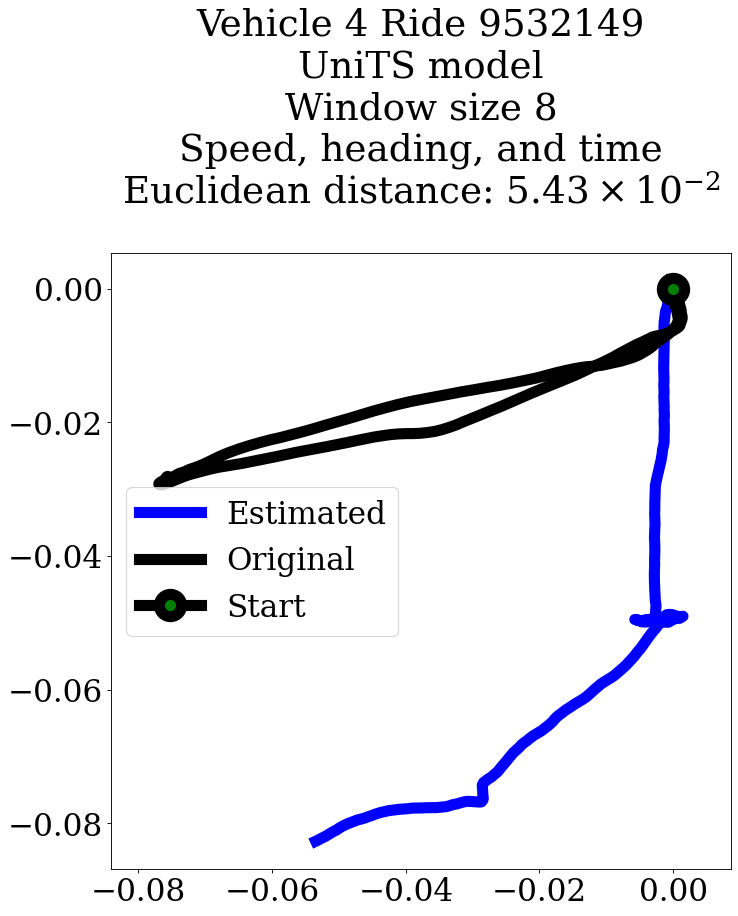 Vehicle 4 Ride 9532149
UniTS model
Window size 8
Speed, heading, and time
Euclidean distance: 5.43 × 10⁻²
0.00
−0.02
−0.04
−0.06
−0.08
Estimated
Original
Start
−0.08 −0.06 −0.04 −0.02 0.00